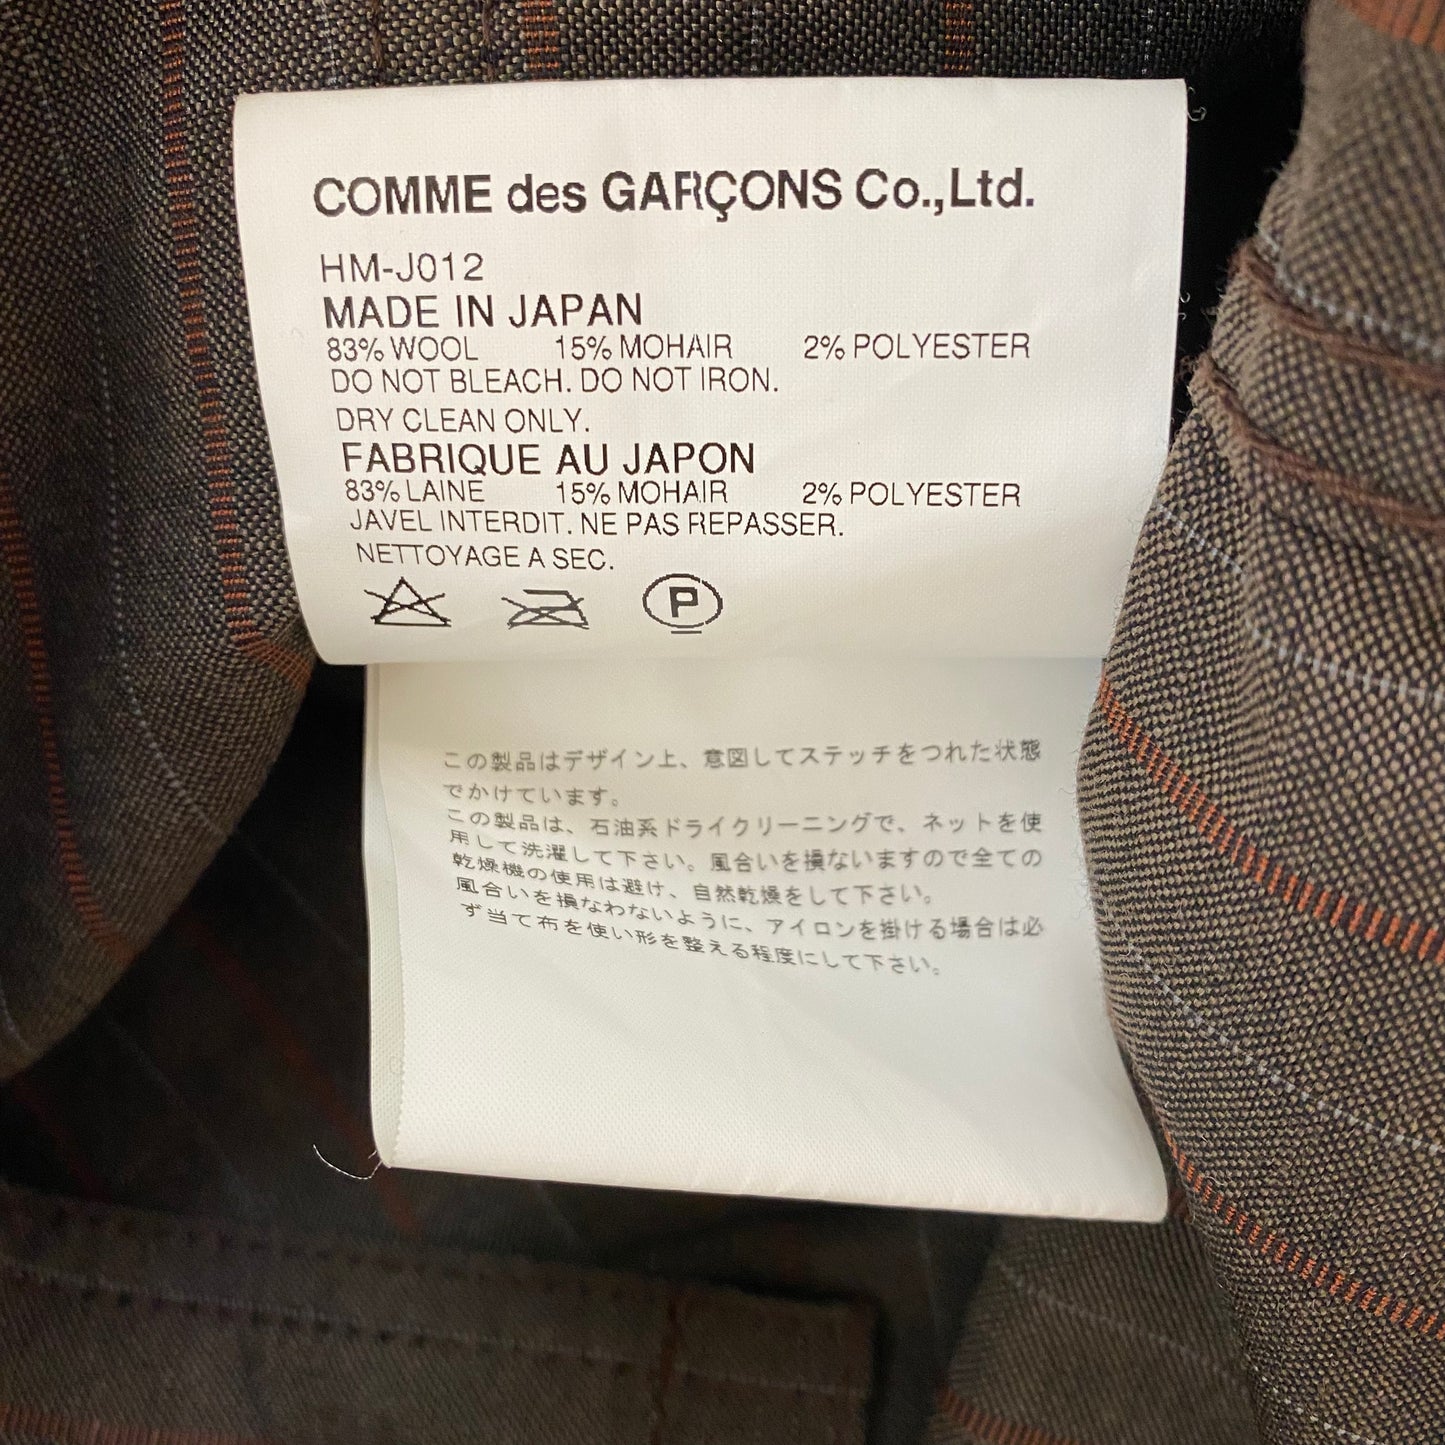 COMME des GARÇONS Co.,Ltd.
HM-J012
MADE IN JAPAN
83% WOOL 15% MOHAIR 2% POLYESTER
DO NOT BLEACH. DO NOT IRON.
DRY CLEAN ONLY.
FABRIQUE AU JAPON
83% LAINE 15% MOHAIR 2% POLYESTER
JAVEL INTERDIT. NE PAS REPASSER.
NETTOYAGE A SEC.
P
この製品はデザイン上、意図してステッチをつれた状態
でかけています。
この製品は、石油系ドライクリーニングで、ネットを使
用して洗濯して下さい。風合いを損ないますので全ての
乾燥機の使用は避け、自然乾燥をして下さい。
風合いを損なわないように、アイロンを掛ける場合は必
ず当て布を使い形を整える程度にして下さい。